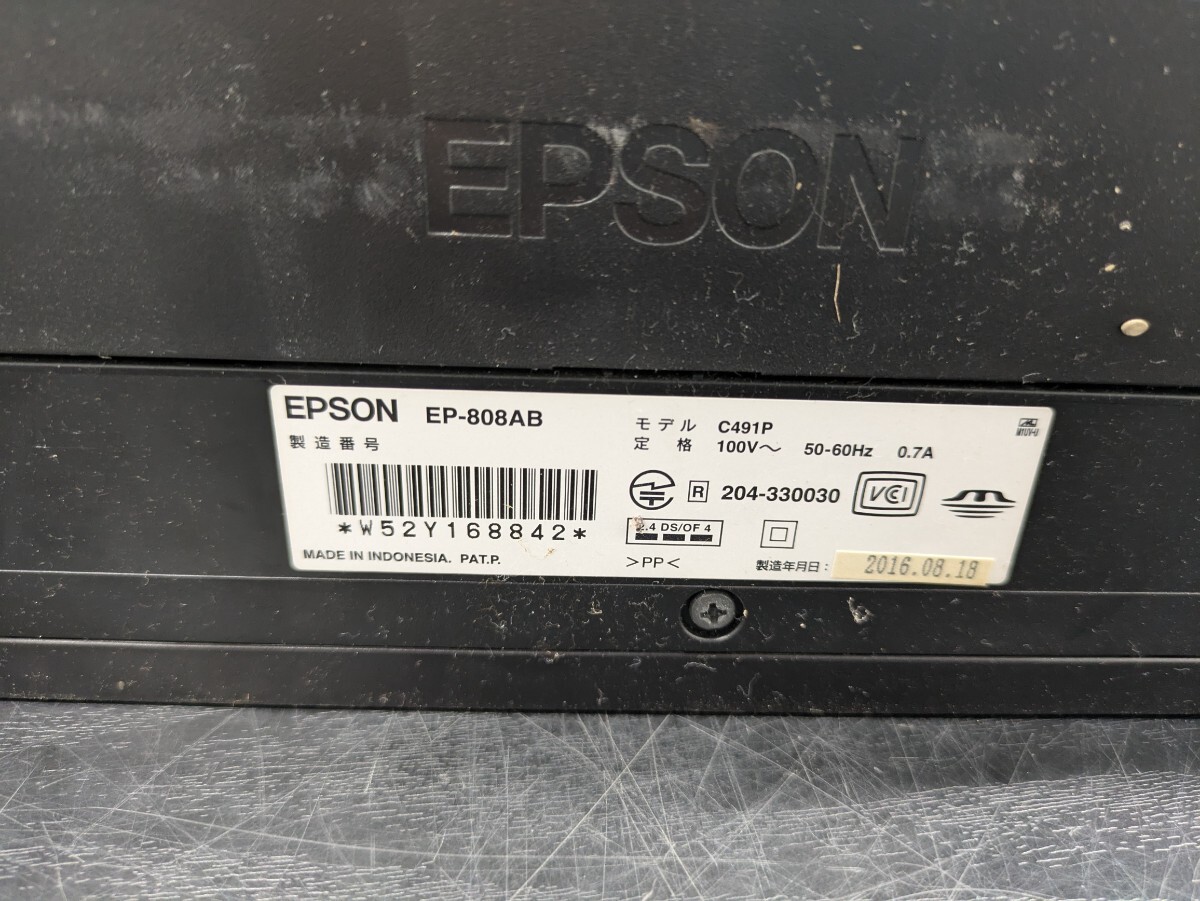 EPSON
EPSON EP-808AB
製造番号
*W52Y168842*
MADE IN INDONESIA. PAT.P.
モデル C491P
定格 100V～ 50-60Hz 0.7A
R 204-330030 VCI
2.4 DS/OF 4
>PP<
製造年月日: 2016.08.18